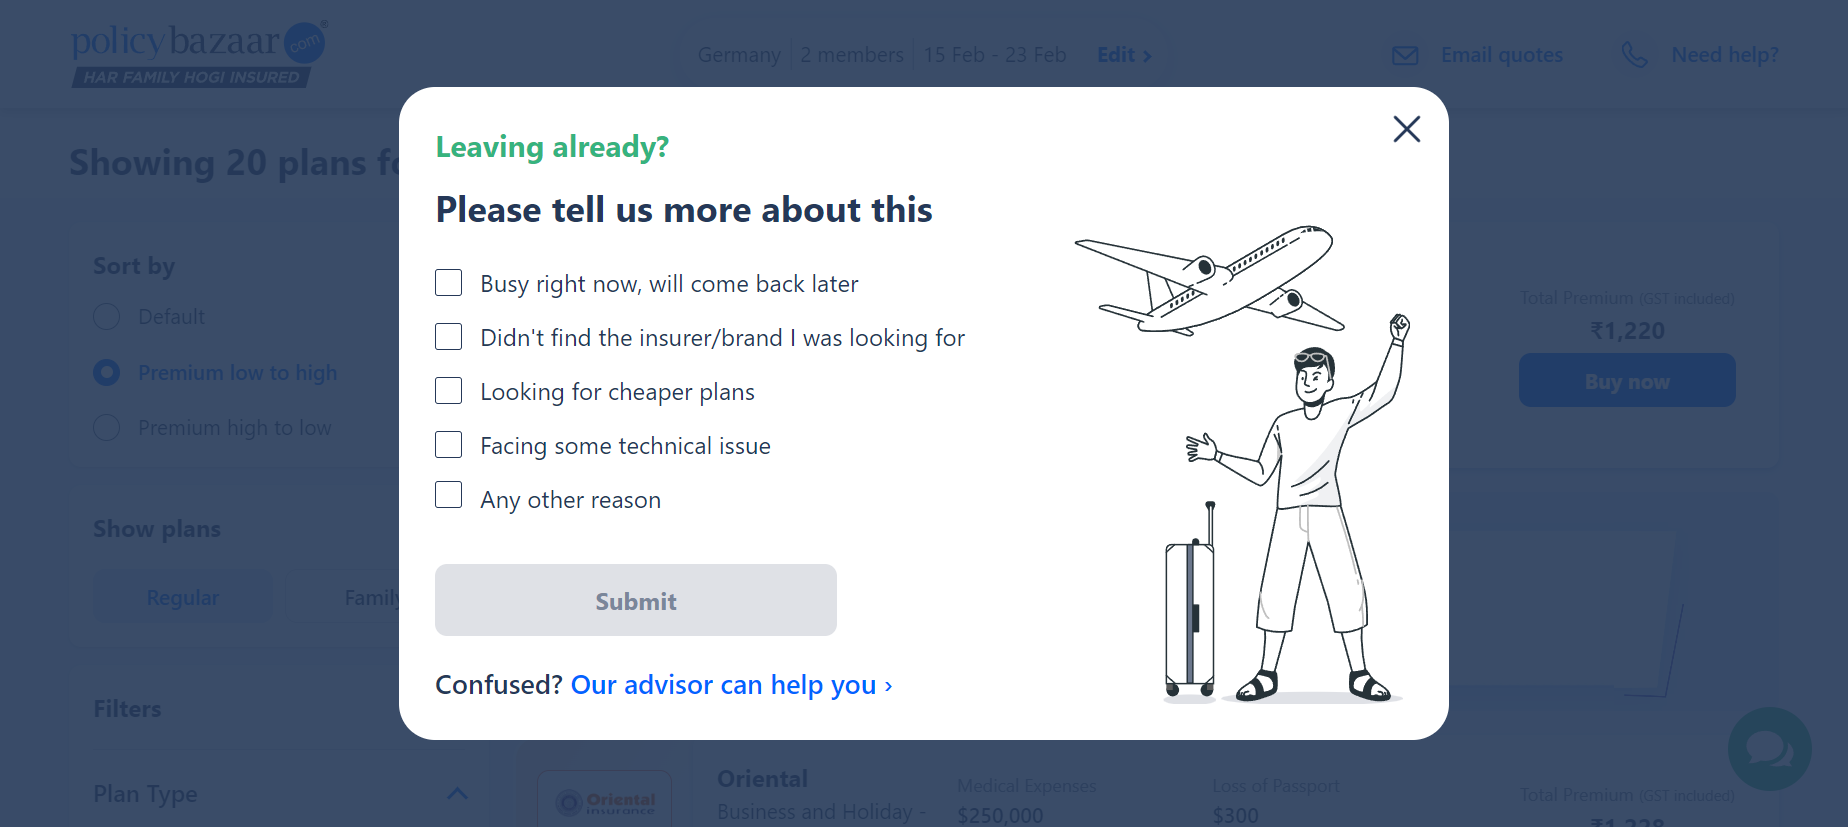 policybazaar.com®
HAR FAMILY HOGI INSURED
Germany 2 members 15 Feb - 23 Feb Edit ›
Email quotes
Need help?
Showing 20 plans
Leaving already?
Please tell us more about this
Busy right now, will come back later
Didn't find the insurer/brand I was looking for
Looking for cheaper plans
Facing some technical issue
Any other reason
Submit
Confused? Our advisor can help you ›
Sort by
Default
Premium low to high
Premium high to low
Show plans
Regular
Family
Filters
Plan Type
Total Premium (GST included)
₹1,220
Buy now
Oriental
insurance
Oriental
Business and Holiday -
Medical Expenses
$250,000
Loss of Passport
$300
Total Premium (GST included)
₹1,228